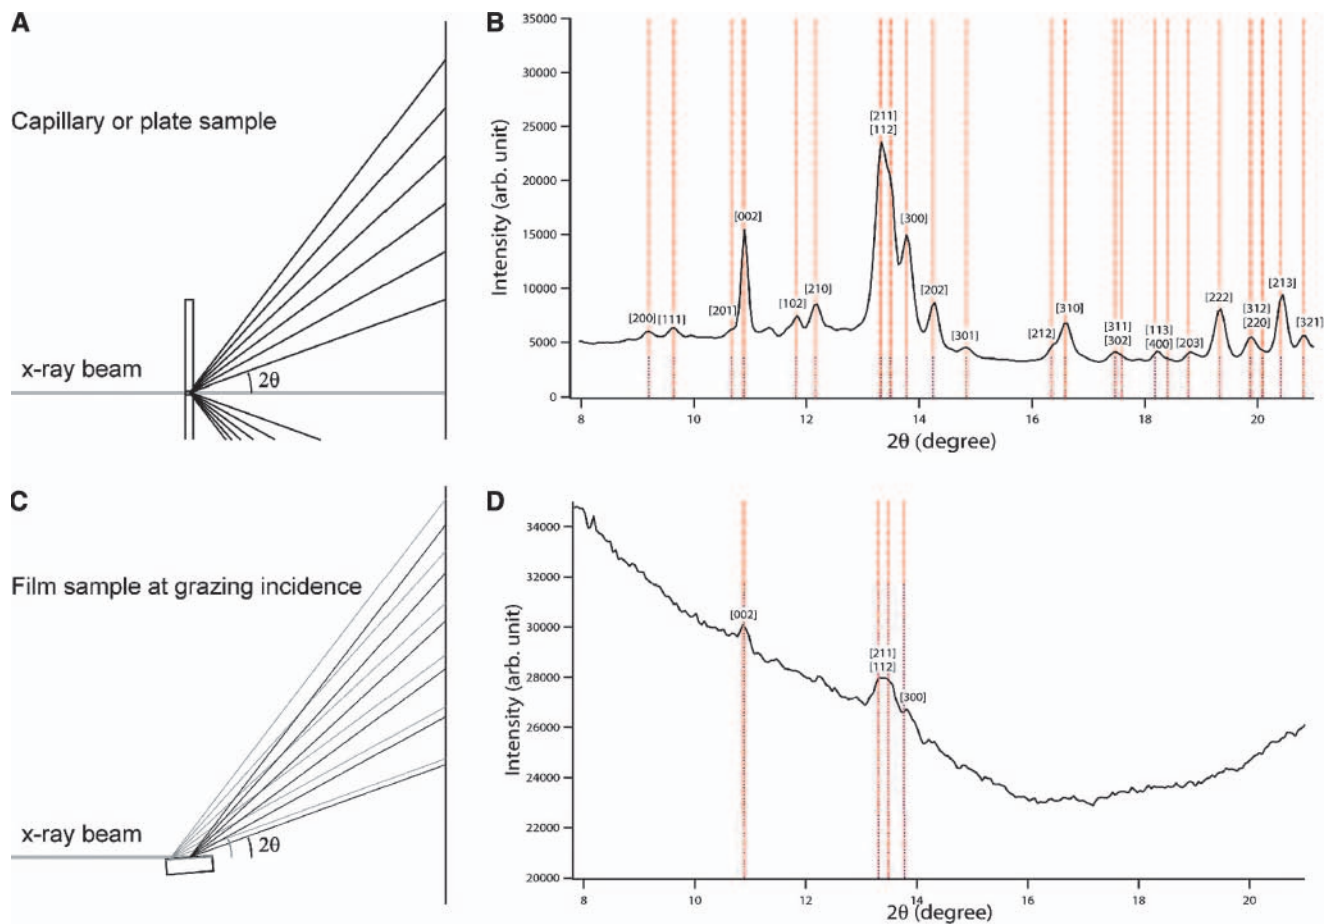 A
Capillary or plate sample
x-ray beam
2θ
B
Intensity (arb. unit)
35000
30000
25000
20000
15000
10000
5000
0
[200]
[111]
[201]
[002]
[102]
[210]
[211]
[112]
[300]
[202]
[301]
[212]
[310]
[311]
[302]
[113]
[400]
[203]
[222]
[312]
[220]
[213]
[321]
8 10 12 14 16 18 20
2θ (degree)
C
Film sample at grazing incidence
x-ray beam
2θ
D
Intensity (arb. unit)
34000
32000
30000
28000
26000
24000
22000
20000
[002]
[211]
[112]
[300]
8 10 12 14 16 18 20
2θ (degree)